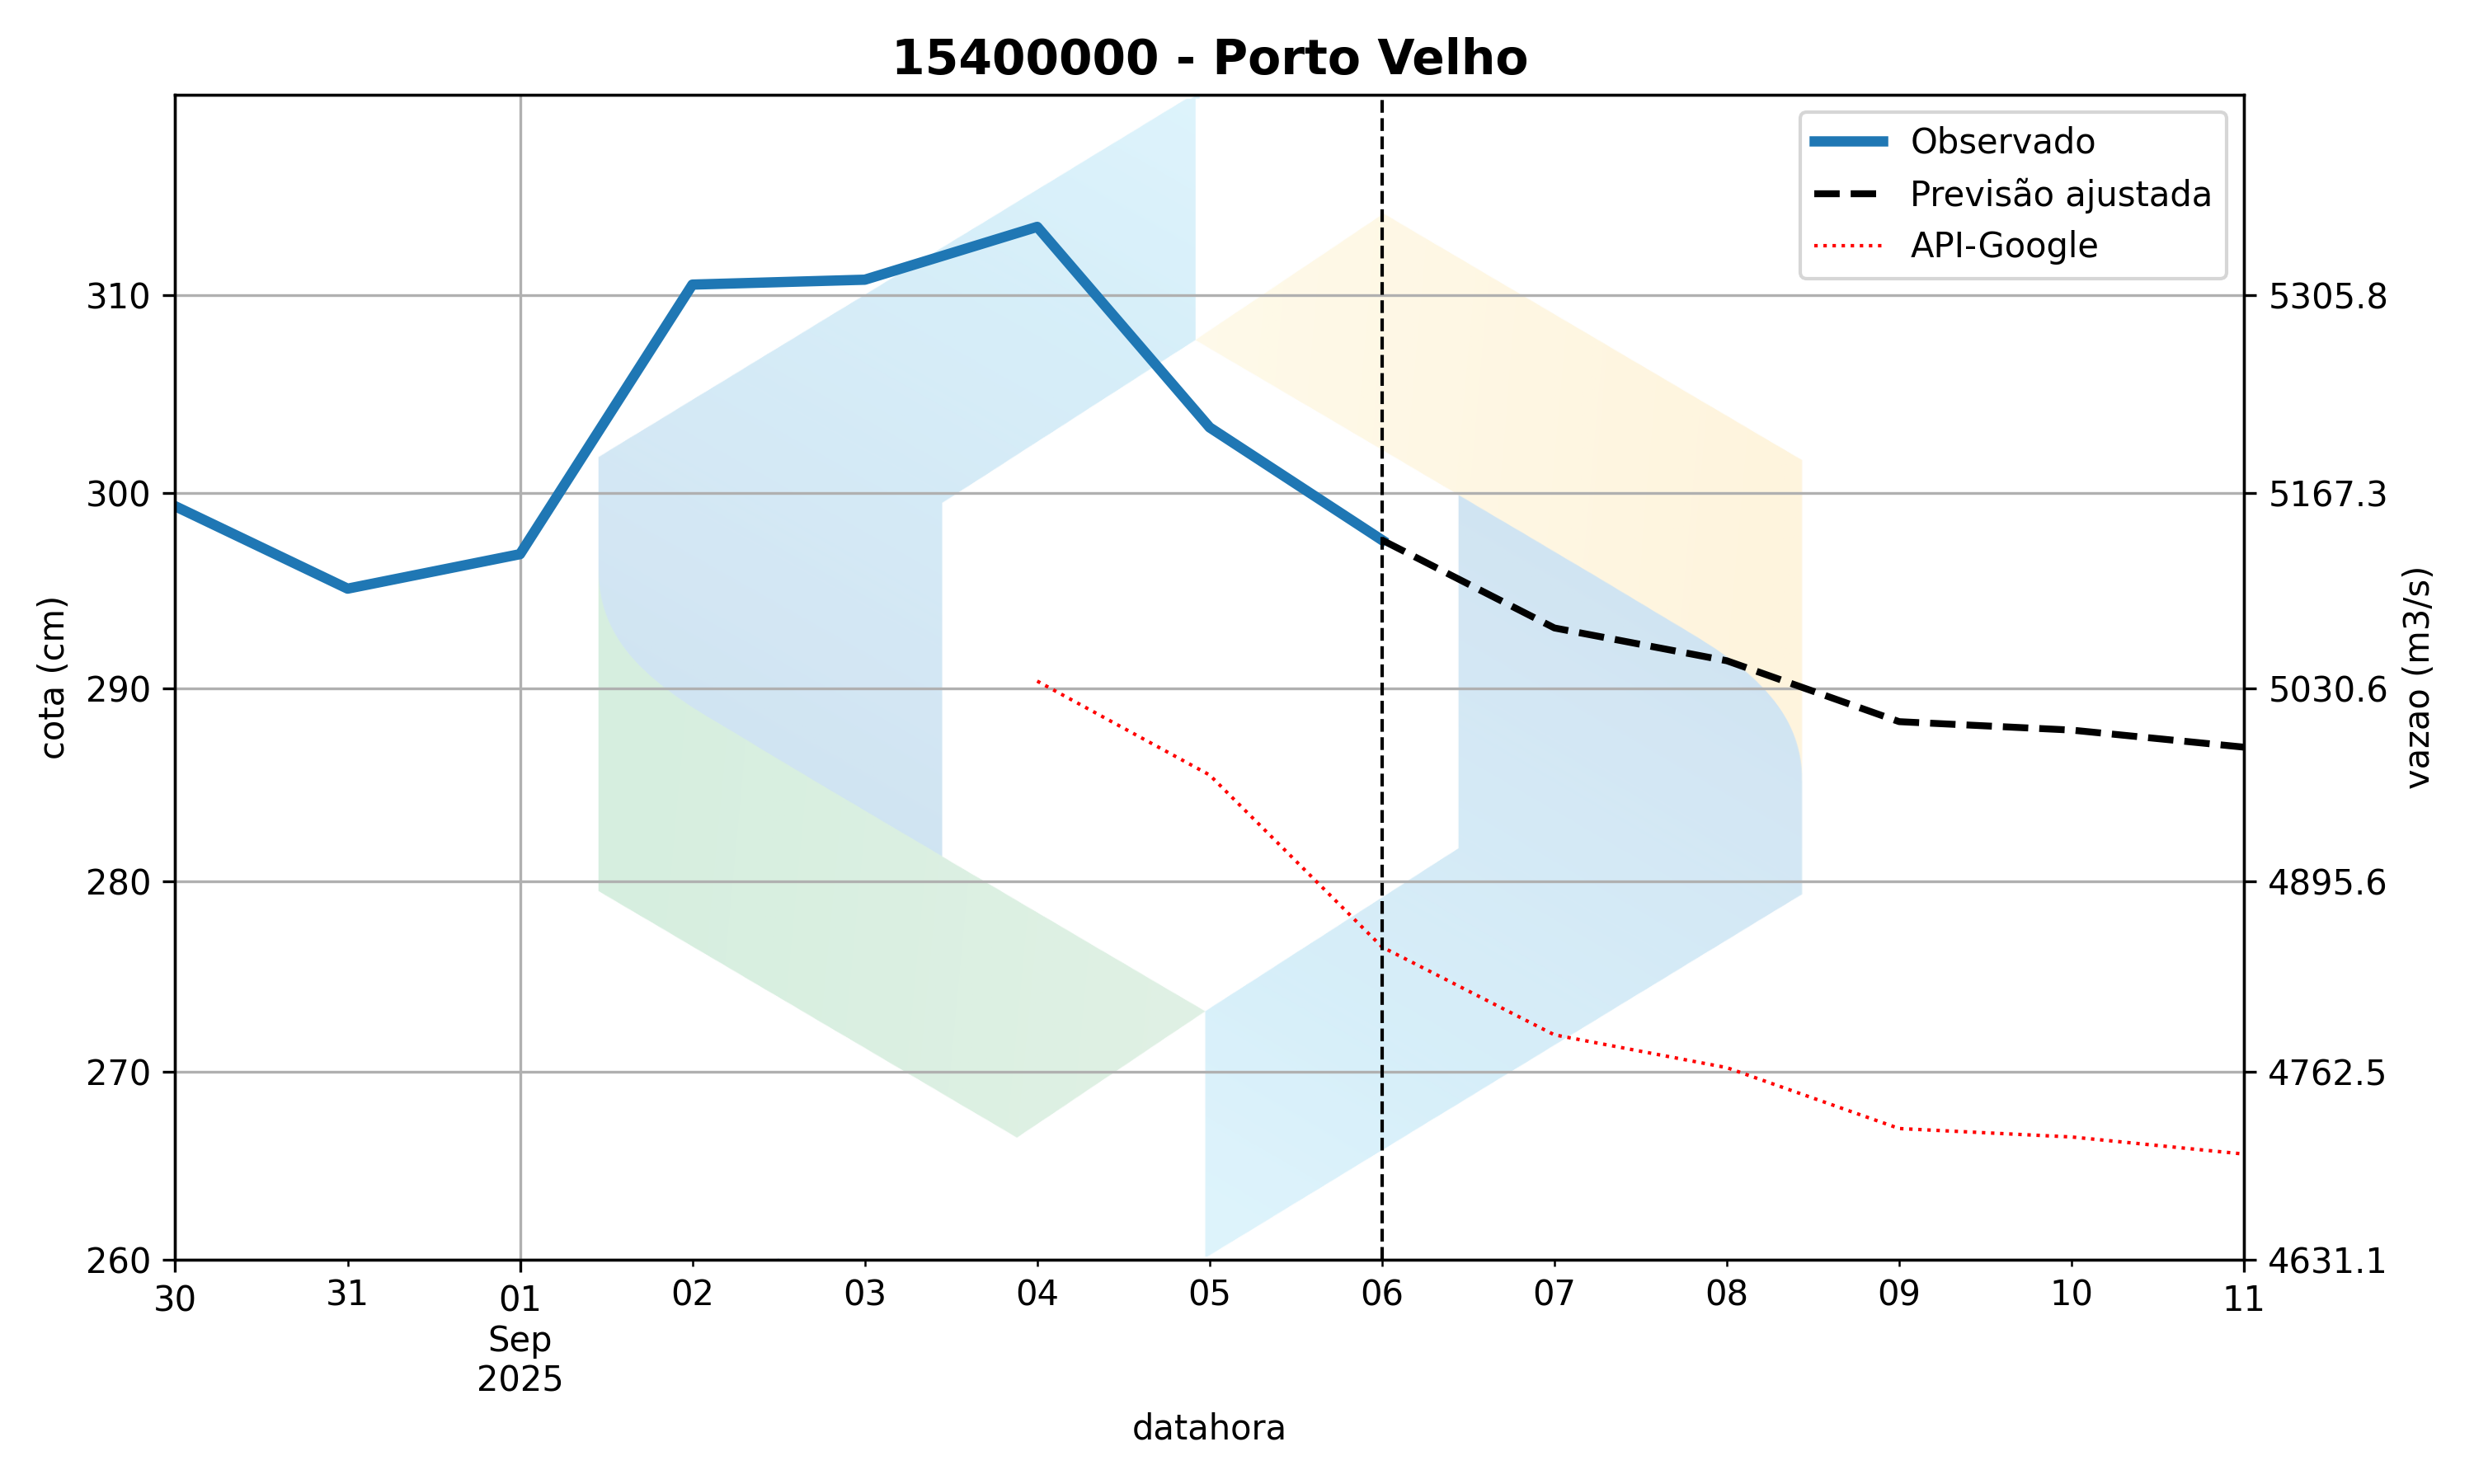 15400000 - Porto Velho
Observado
Previsão ajustada
API-Google
310
300
290
280
270
260
cota (cm)
5305.8
5167.3
5030.6
4895.6
4762.5
4631.1
vazao (m3/s)
30 31 01 02 03 04 05 06 07 08 09 10 11
Sep
2025
datahora